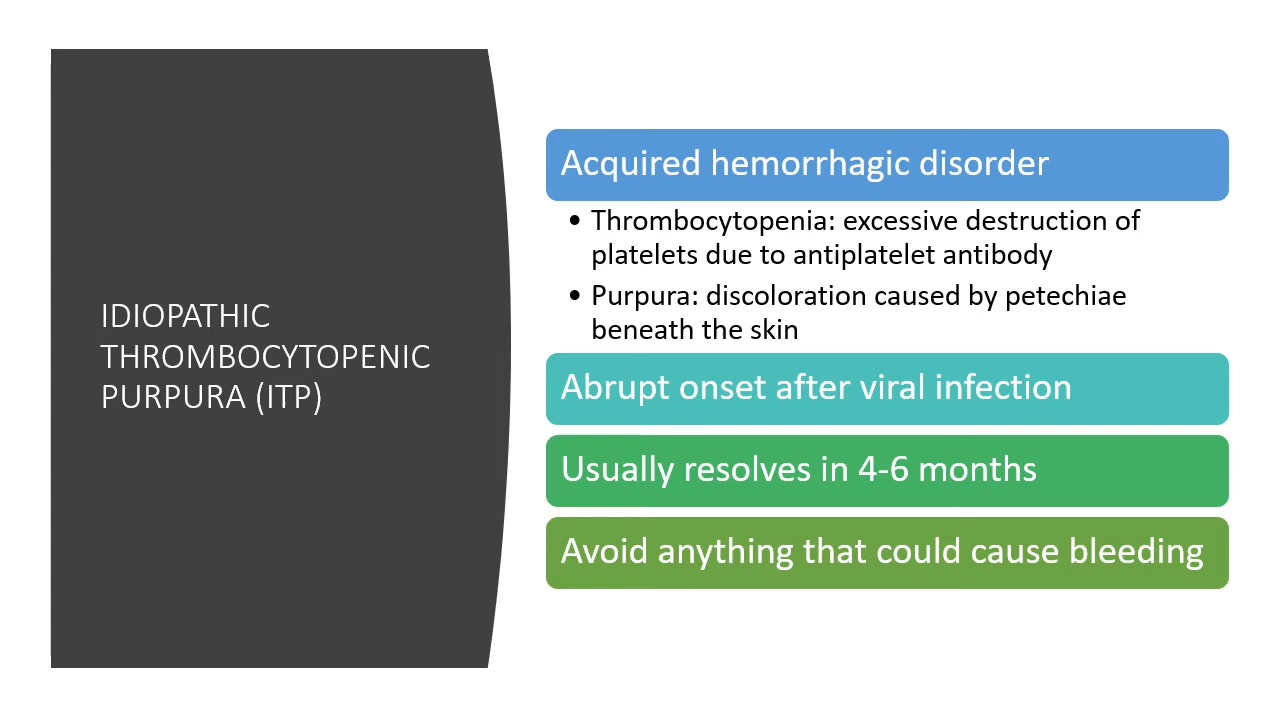 IDIOPATHIC
THROMBOCYTOPENIC
PURPURA (ITP)
Acquired hemorrhagic disorder
• Thrombocytopenia: excessive destruction of
platelets due to antiplatelet antibody
• Purpura: discoloration caused by petechiae
beneath the skin
Abrupt onset after viral infection
Usually resolves in 4-6 months
Avoid anything that could cause bleeding